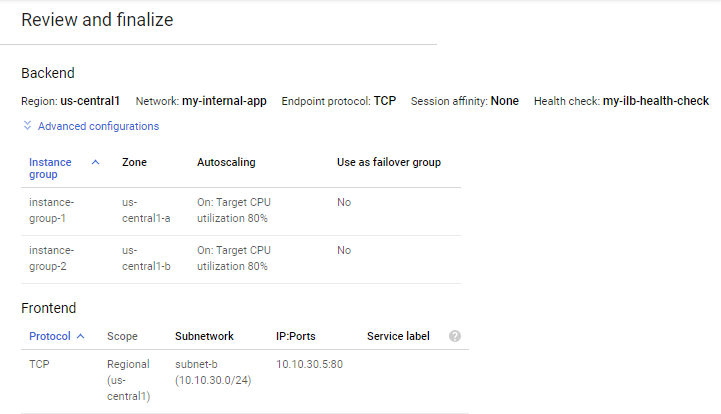 Review and finalize
Backend
Region: us-central1 Network: my-internal-app Endpoint protocol: TCP Session affinity: None Health check: my-ilb-health-check
Advanced configurations
Instance group Zone Autoscaling Use as failover group
instance-group-1 us-central1-a On: Target CPU utilization 80% No
instance-group-2 us-central1-b On: Target CPU utilization 80% No
Frontend
Protocol Scope Subnetwork IP:Ports Service label ?
TCP Regional (us-central1) subnet-b (10.10.30.0/24) 10.10.30.5:80